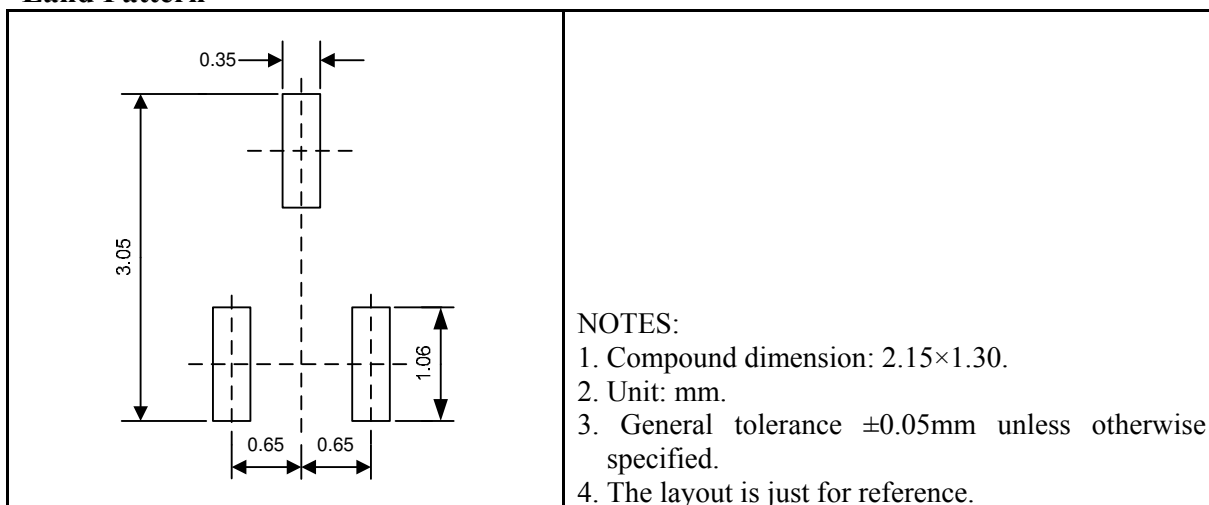 Land Pattern
0.35
3.05
1.06
0.65 0.65
NOTES:
1. Compound dimension: 2.15×1.30.
2. Unit: mm.
3. General tolerance ±0.05mm unless otherwise
specified.
4. The layout is just for reference.